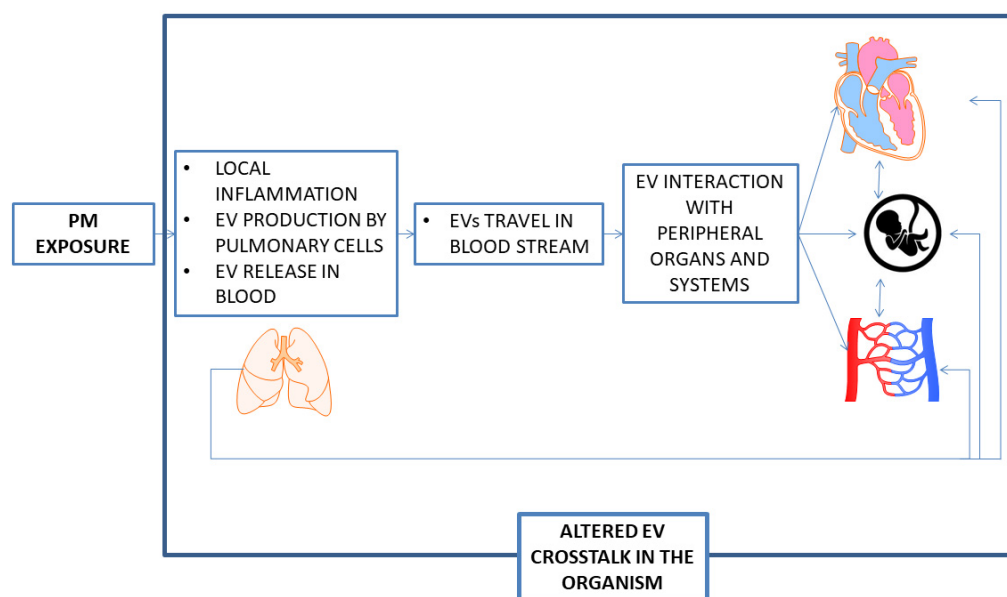 PM
EXPOSURE
• LOCAL
INFLAMMATION
• EV PRODUCTION BY
PULMONARY CELLS
• EV RELEASE IN
BLOOD
• EVs TRAVEL IN
BLOOD STREAM
EV INTERACTION
WITH
PERIPHERAL
ORGANS AND
SYSTEMS
ALTERED EV
CROSSTALK IN THE
ORGANISM